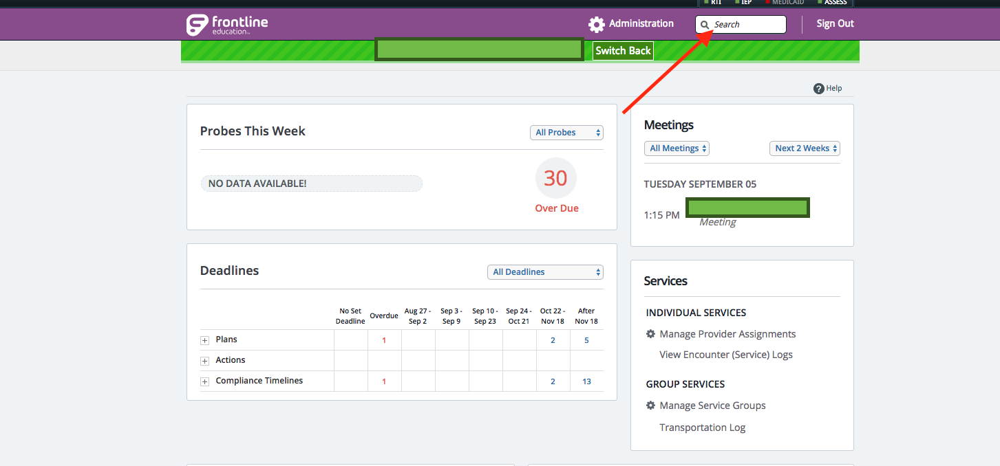 RTI IEP MEDICAID ASSESS
frontline
education™
Administration
Search
Sign Out
Switch Back
? Help
Probes This Week
All Probes
NO DATA AVAILABLE!
30
Over Due
Deadlines
All Deadlines
No Set Deadline
Overdue
Aug 27 - Sep 2
Sep 3 - Sep 9
Sep 10 - Sep 23
Sep 24 - Oct 21
Oct 22 - Nov 18
After Nov 18
Plans 1 2 5
Actions
Compliance Timelines 1 2 13
Meetings
All Meetings
Next 2 Weeks
TUESDAY SEPTEMBER 05
1:15 PM
Meeting
Services
INDIVIDUAL SERVICES
Manage Provider Assignments
View Encounter (Service) Logs
GROUP SERVICES
Manage Service Groups
Transportation Log